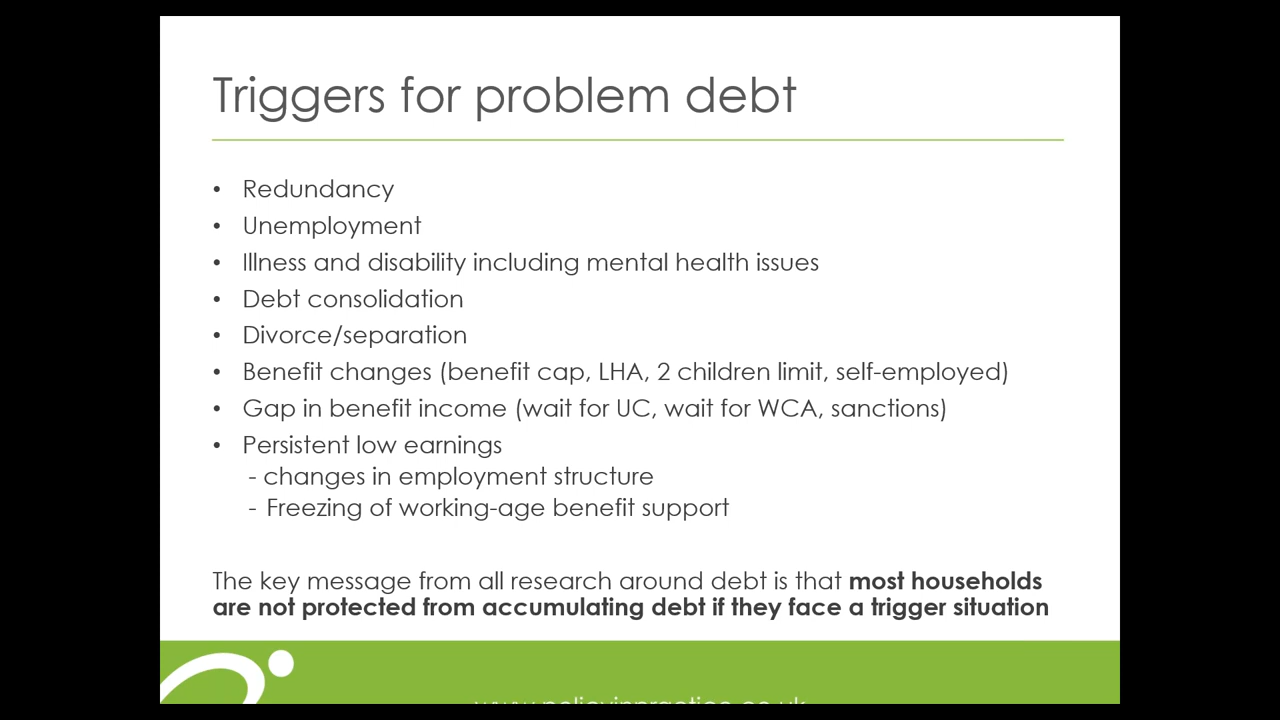 Triggers for problem debt
• Redundancy
• Unemployment
• Illness and disability including mental health issues
• Debt consolidation
• Divorce/separation
• Benefit changes (benefit cap, LHA, 2 children limit, self-employed)
• Gap in benefit income (wait for UC, wait for WCA, sanctions)
• Persistent low earnings
- changes in employment structure
- Freezing of working-age benefit support
The key message from all research around debt is that most households
are not protected from accumulating debt if they face a trigger situation
www.policyinpractice.co.uk